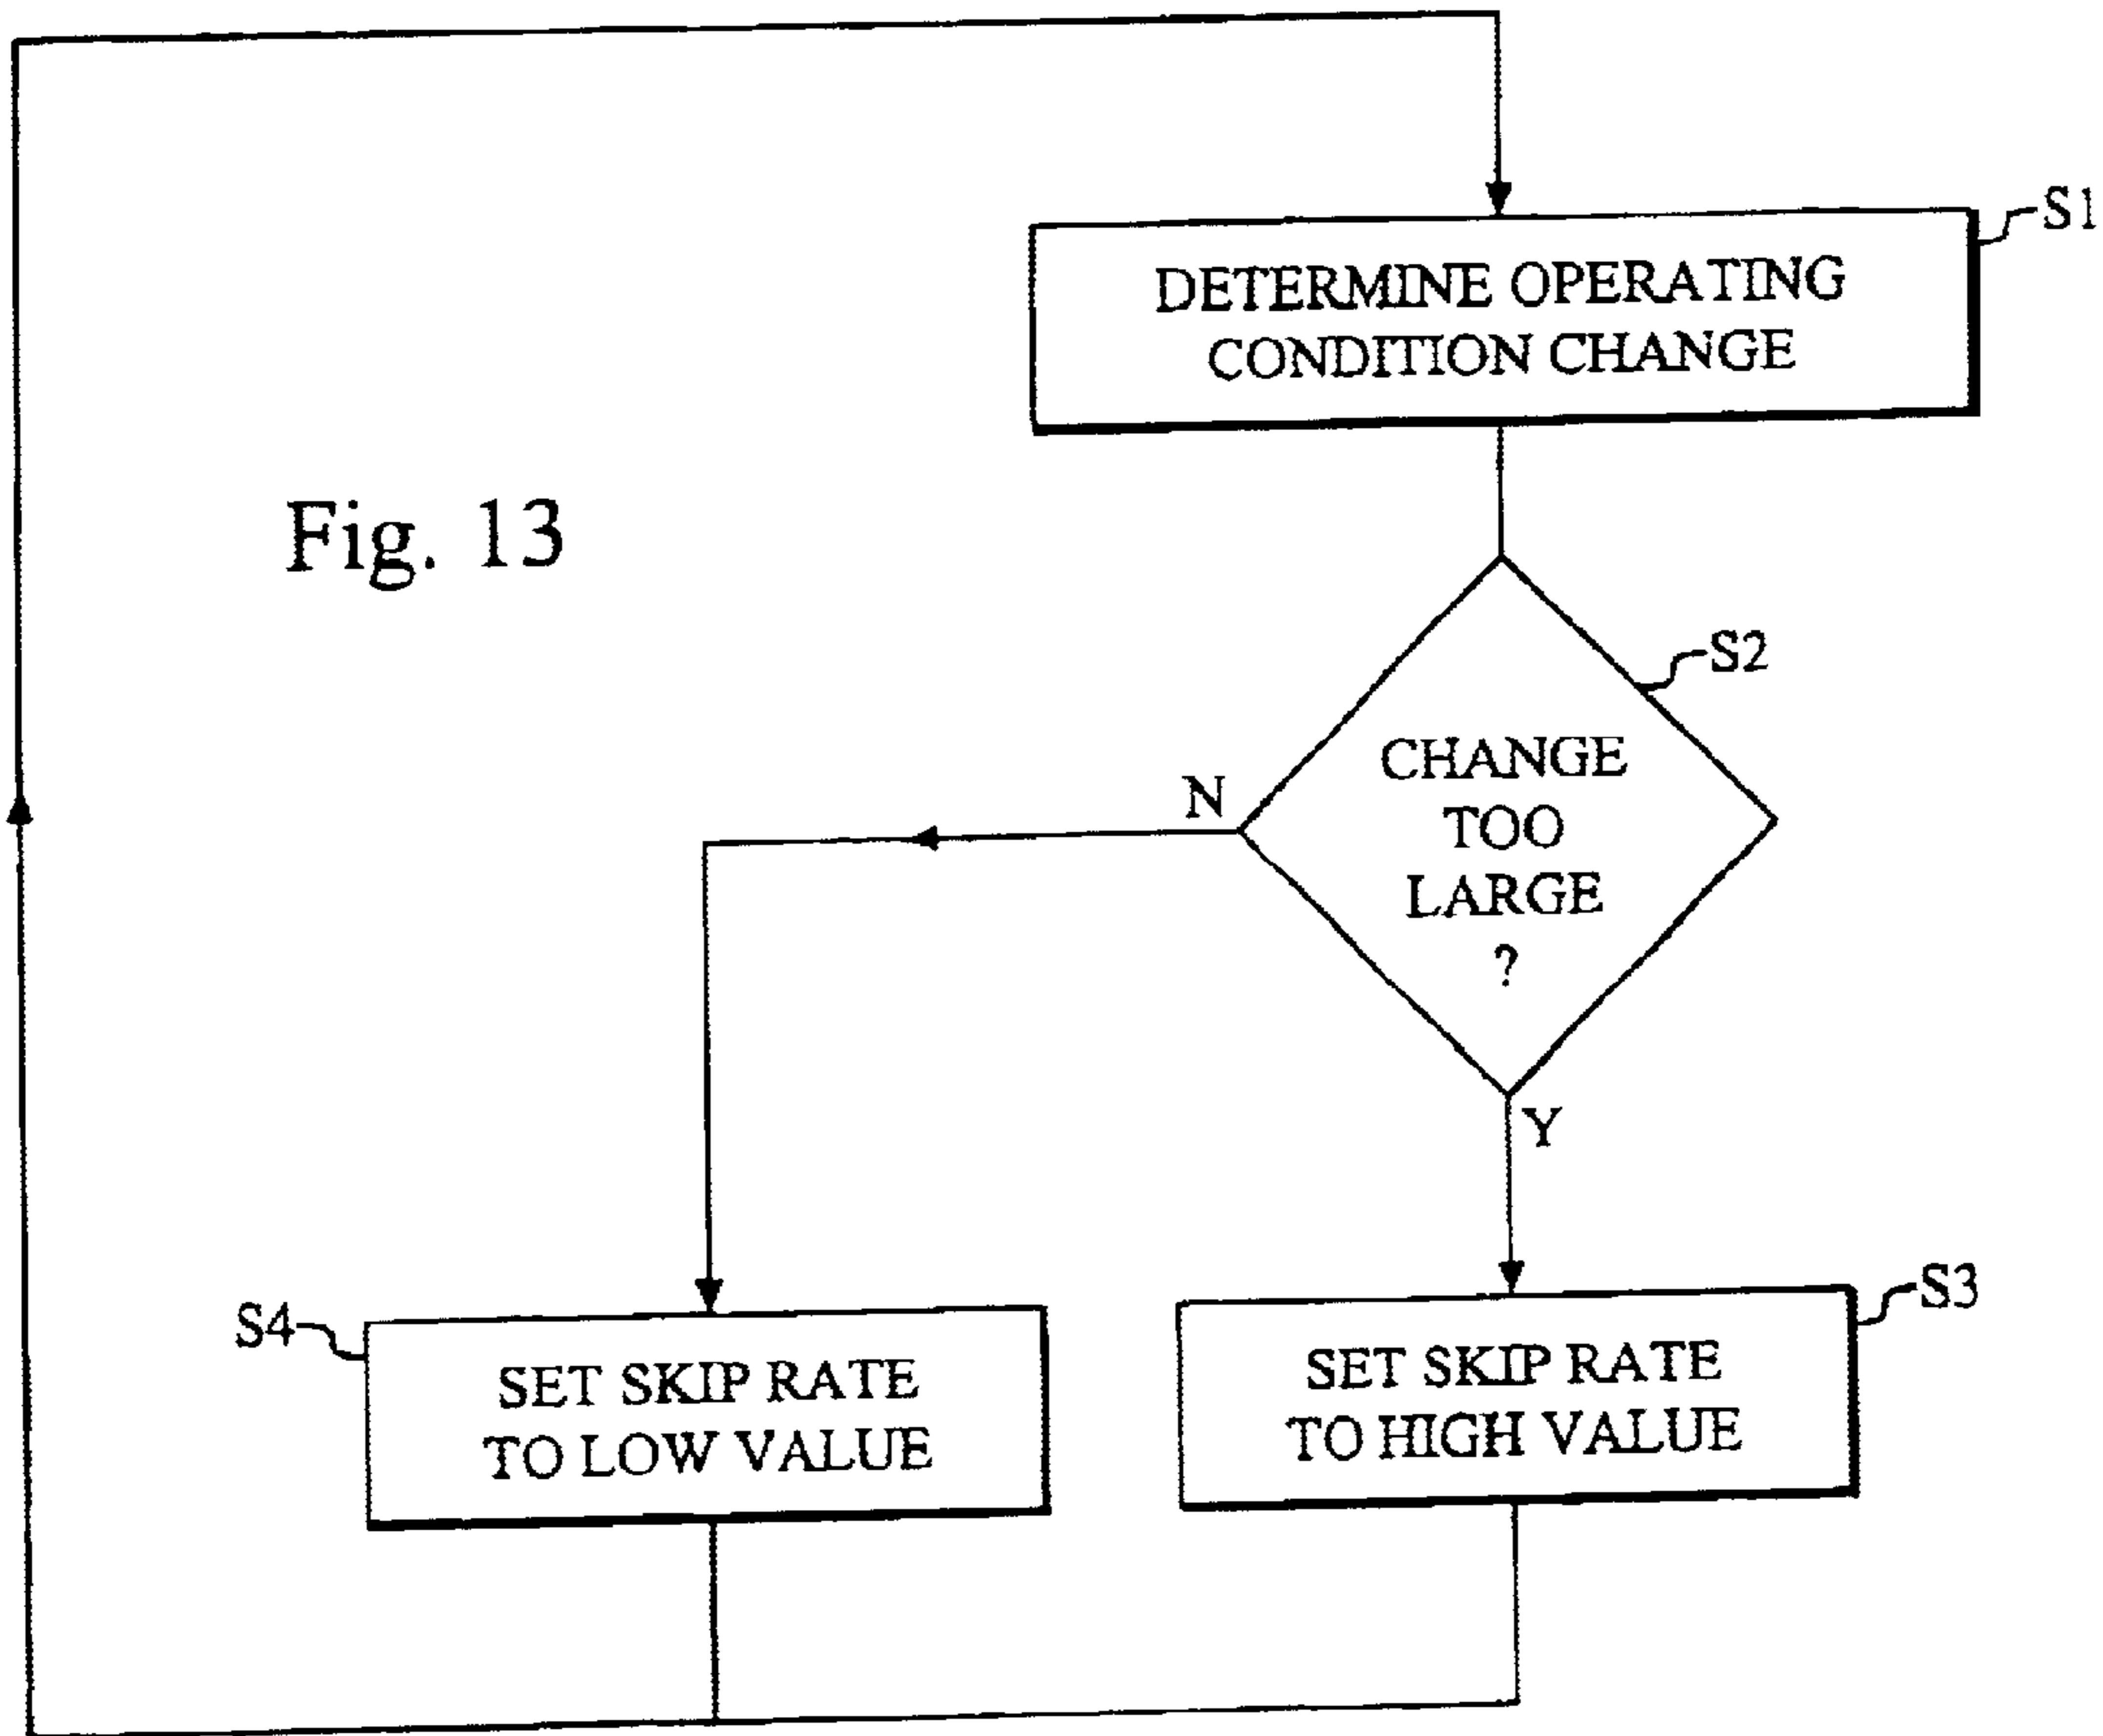 S1
DETERMINE OPERATING
CONDITION CHANGE
Fig. 13
S2
CHANGE
TOO
LARGE
?
N
Y
S4
SET SKIP RATE
TO LOW VALUE
S3
SET SKIP RATE
TO HIGH VALUE